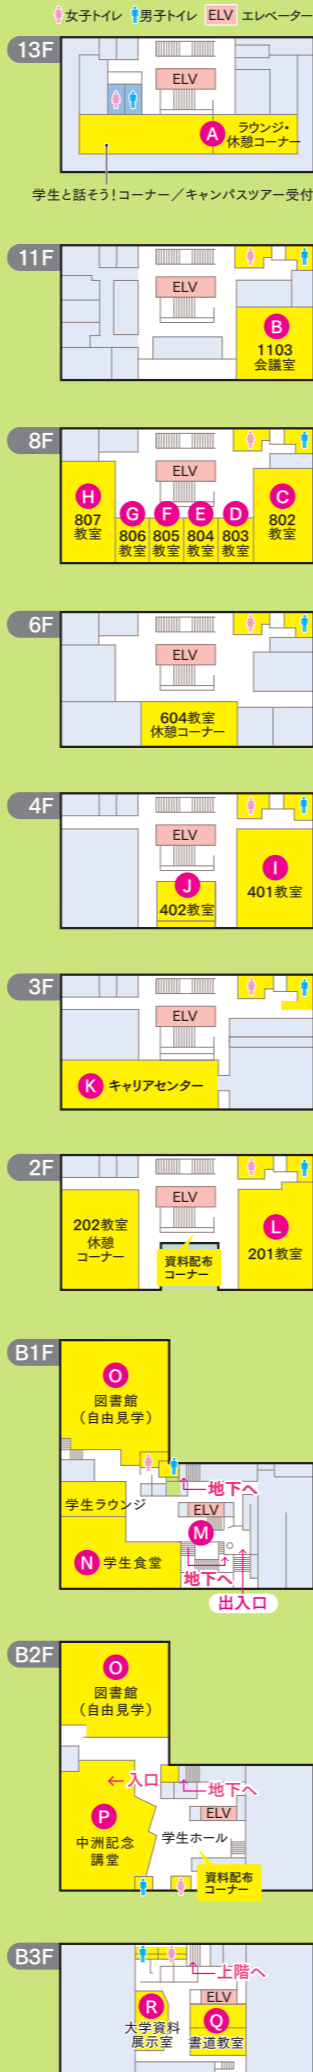 女子トイレ 男子トイレ ELV エレベーター
13F
ELV
A ラウンジ・
休憩コーナー
学生と話そう！コーナー／キャンパスツアー受付
11F
ELV
B
1103
会議室
8F
ELV
H
807
教室
G
806
教室
F
805
教室
E
804
教室
D
803
教室
C
802
教室
6F
ELV
604教室
休憩コーナー
4F
ELV
J
402教室
I
401教室
3F
ELV
K キャリアセンター
2F
ELV
202教室
休憩
コーナー
資料配布
コーナー
L
201教室
B1F
O
図書館
（自由見学）
地下へ
学生ラウンジ
ELV
M
N 学生食堂
地下へ
出入口
B2F
O
図書館
（自由見学）
←入口
地下へ
P
中洲記念
講堂
ELV
学生ホール
資料配布
コーナー
B3F
上階へ
ELV
R
大学資料
展示室
Q
書道教室